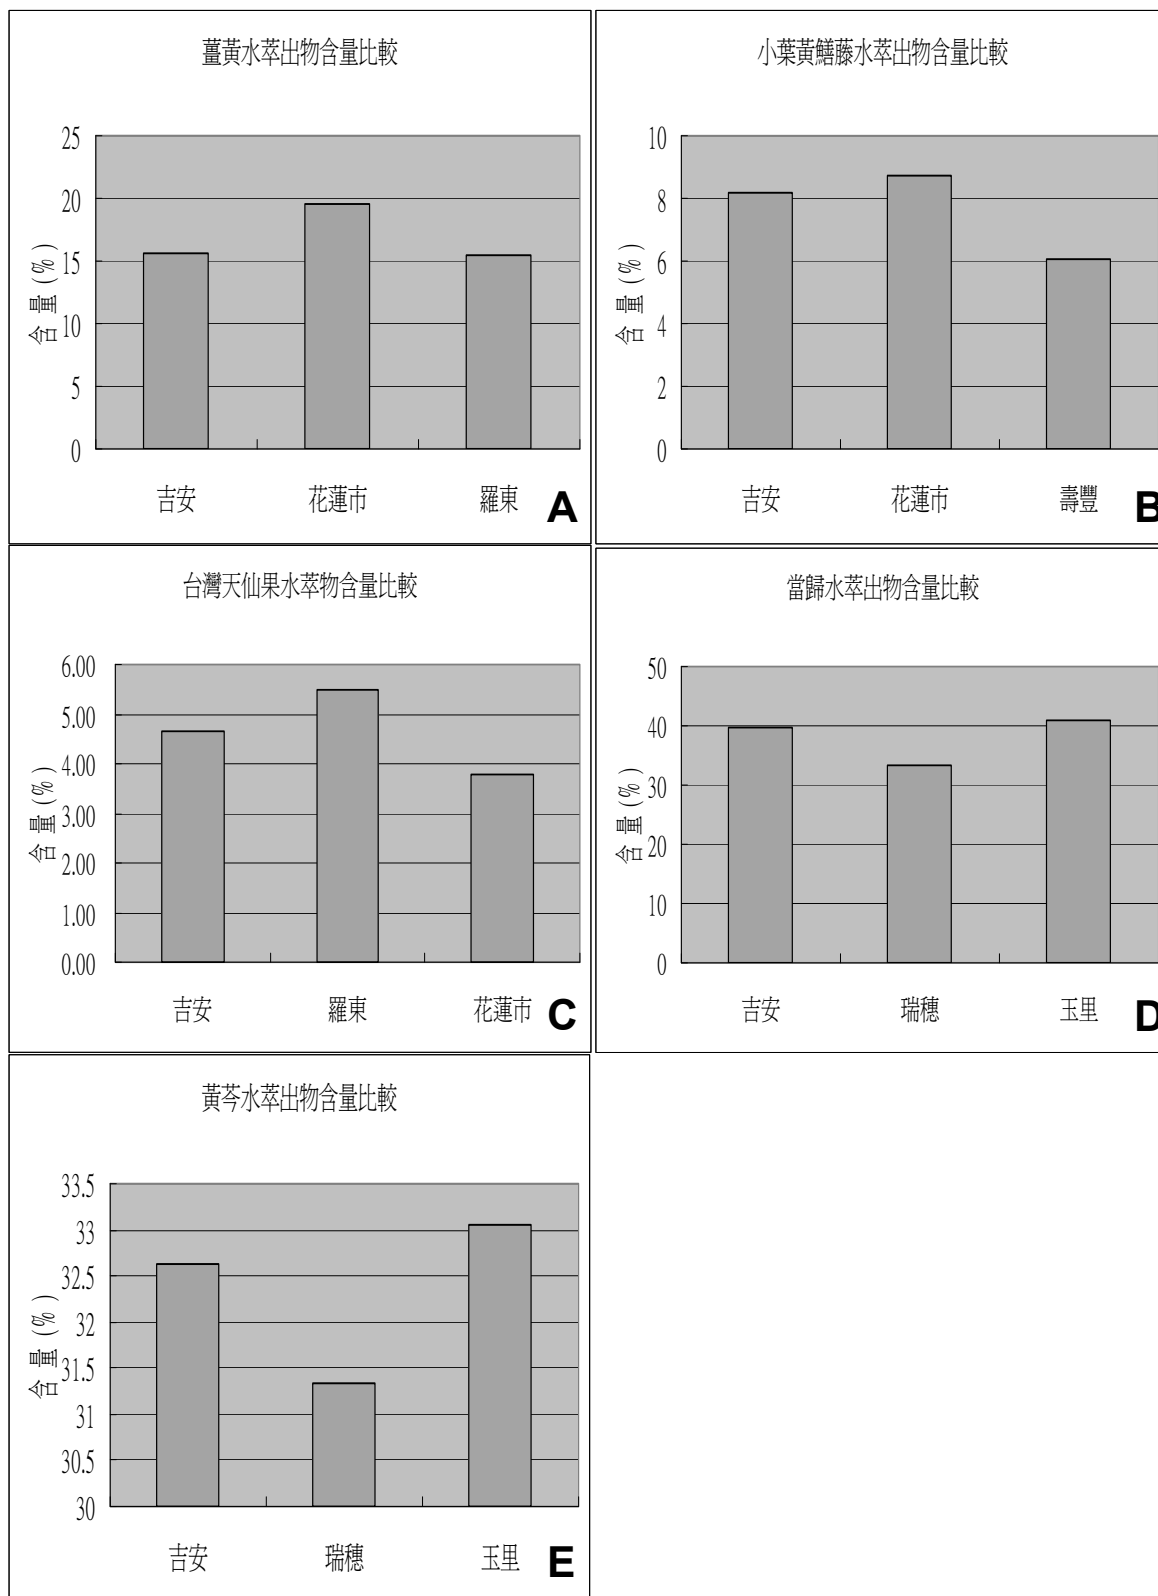 薑黃水萃出物含量比較
含量(%)
25
20
15
10
5
0
吉安 花蓮市 羅東
A
小葉黃鱔藤水萃出物含量比較
含量(%)
10
8
6
4
2
0
吉安 花蓮市 壽豐
B
台灣天仙果水萃物含量比較
含量(%)
6.00
5.00
4.00
3.00
2.00
1.00
0.00
吉安 羅東 花蓮市
C
當歸水萃出物含量比較
含量(%)
50
40
30
20
10
0
吉安 瑞穗 玉里
D
黃芩水萃出物含量比較
含量(%)
33.5
33
32.5
32
31.5
31
30.5
30
吉安 瑞穗 玉里
E